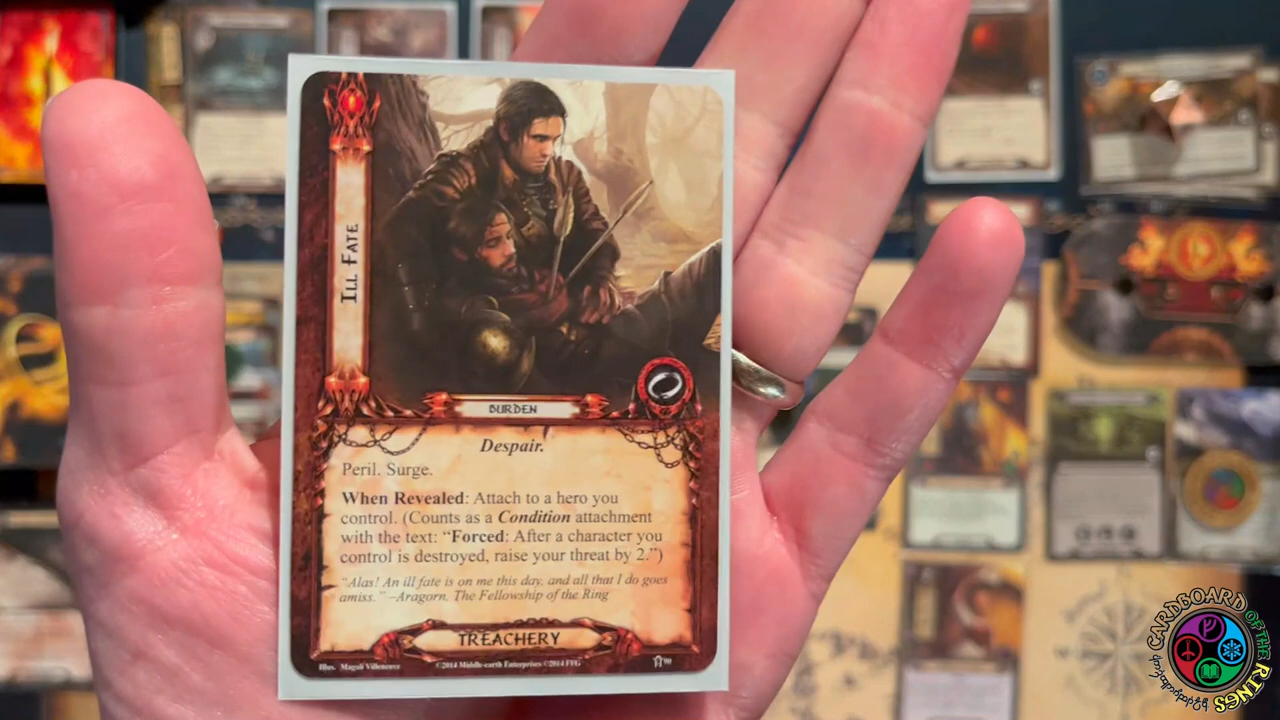 ILL FATE
BURDEN
Despair.
Peril. Surge.
When Revealed: Attach to a hero you
control. (Counts as a Condition attachment
with the text: “Forced: After a character you
control is destroyed, raise your threat by 2.”)
“Alas! An ill fate is on me this day, and all that I do goes
amiss.” –Aragorn, The Fellowship of the Ring
TREACHERY
Illus. Magali Villeneuve
©2014 Middle-earth Enterprises ©2014 FFG
90
CARDBOARD OF THE RINGS